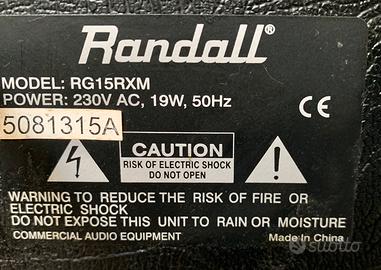 Randall®
MODEL: RG15RXM
POWER: 230V AC, 19W, 50Hz
5081315A
CE
CAUTION
RISK OF ELECTRIC SHOCK
DO NOT OPEN
WARNING TO REDUCE THE RISK OF FIRE OR
ELECTRIC SHOCK
DO NOT EXPOSE THIS UNIT TO RAIN OR MOISTURE
COMMERCIAL AUDIO EQUIPMENT
Made In China
subito